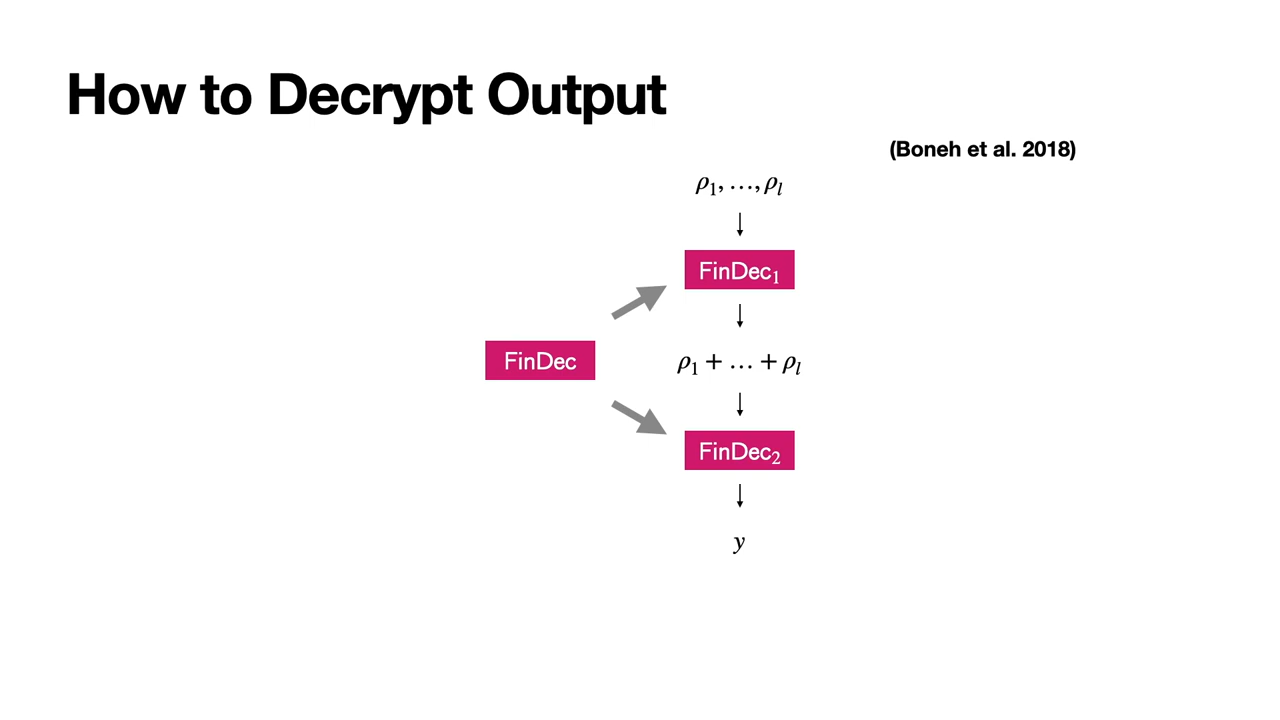 How to Decrypt Output
(Boneh et al. 2018)
ρ₁, …, ρₗ
FinDec₁
FinDec
ρ₁ + … + ρₗ
FinDec₂
y